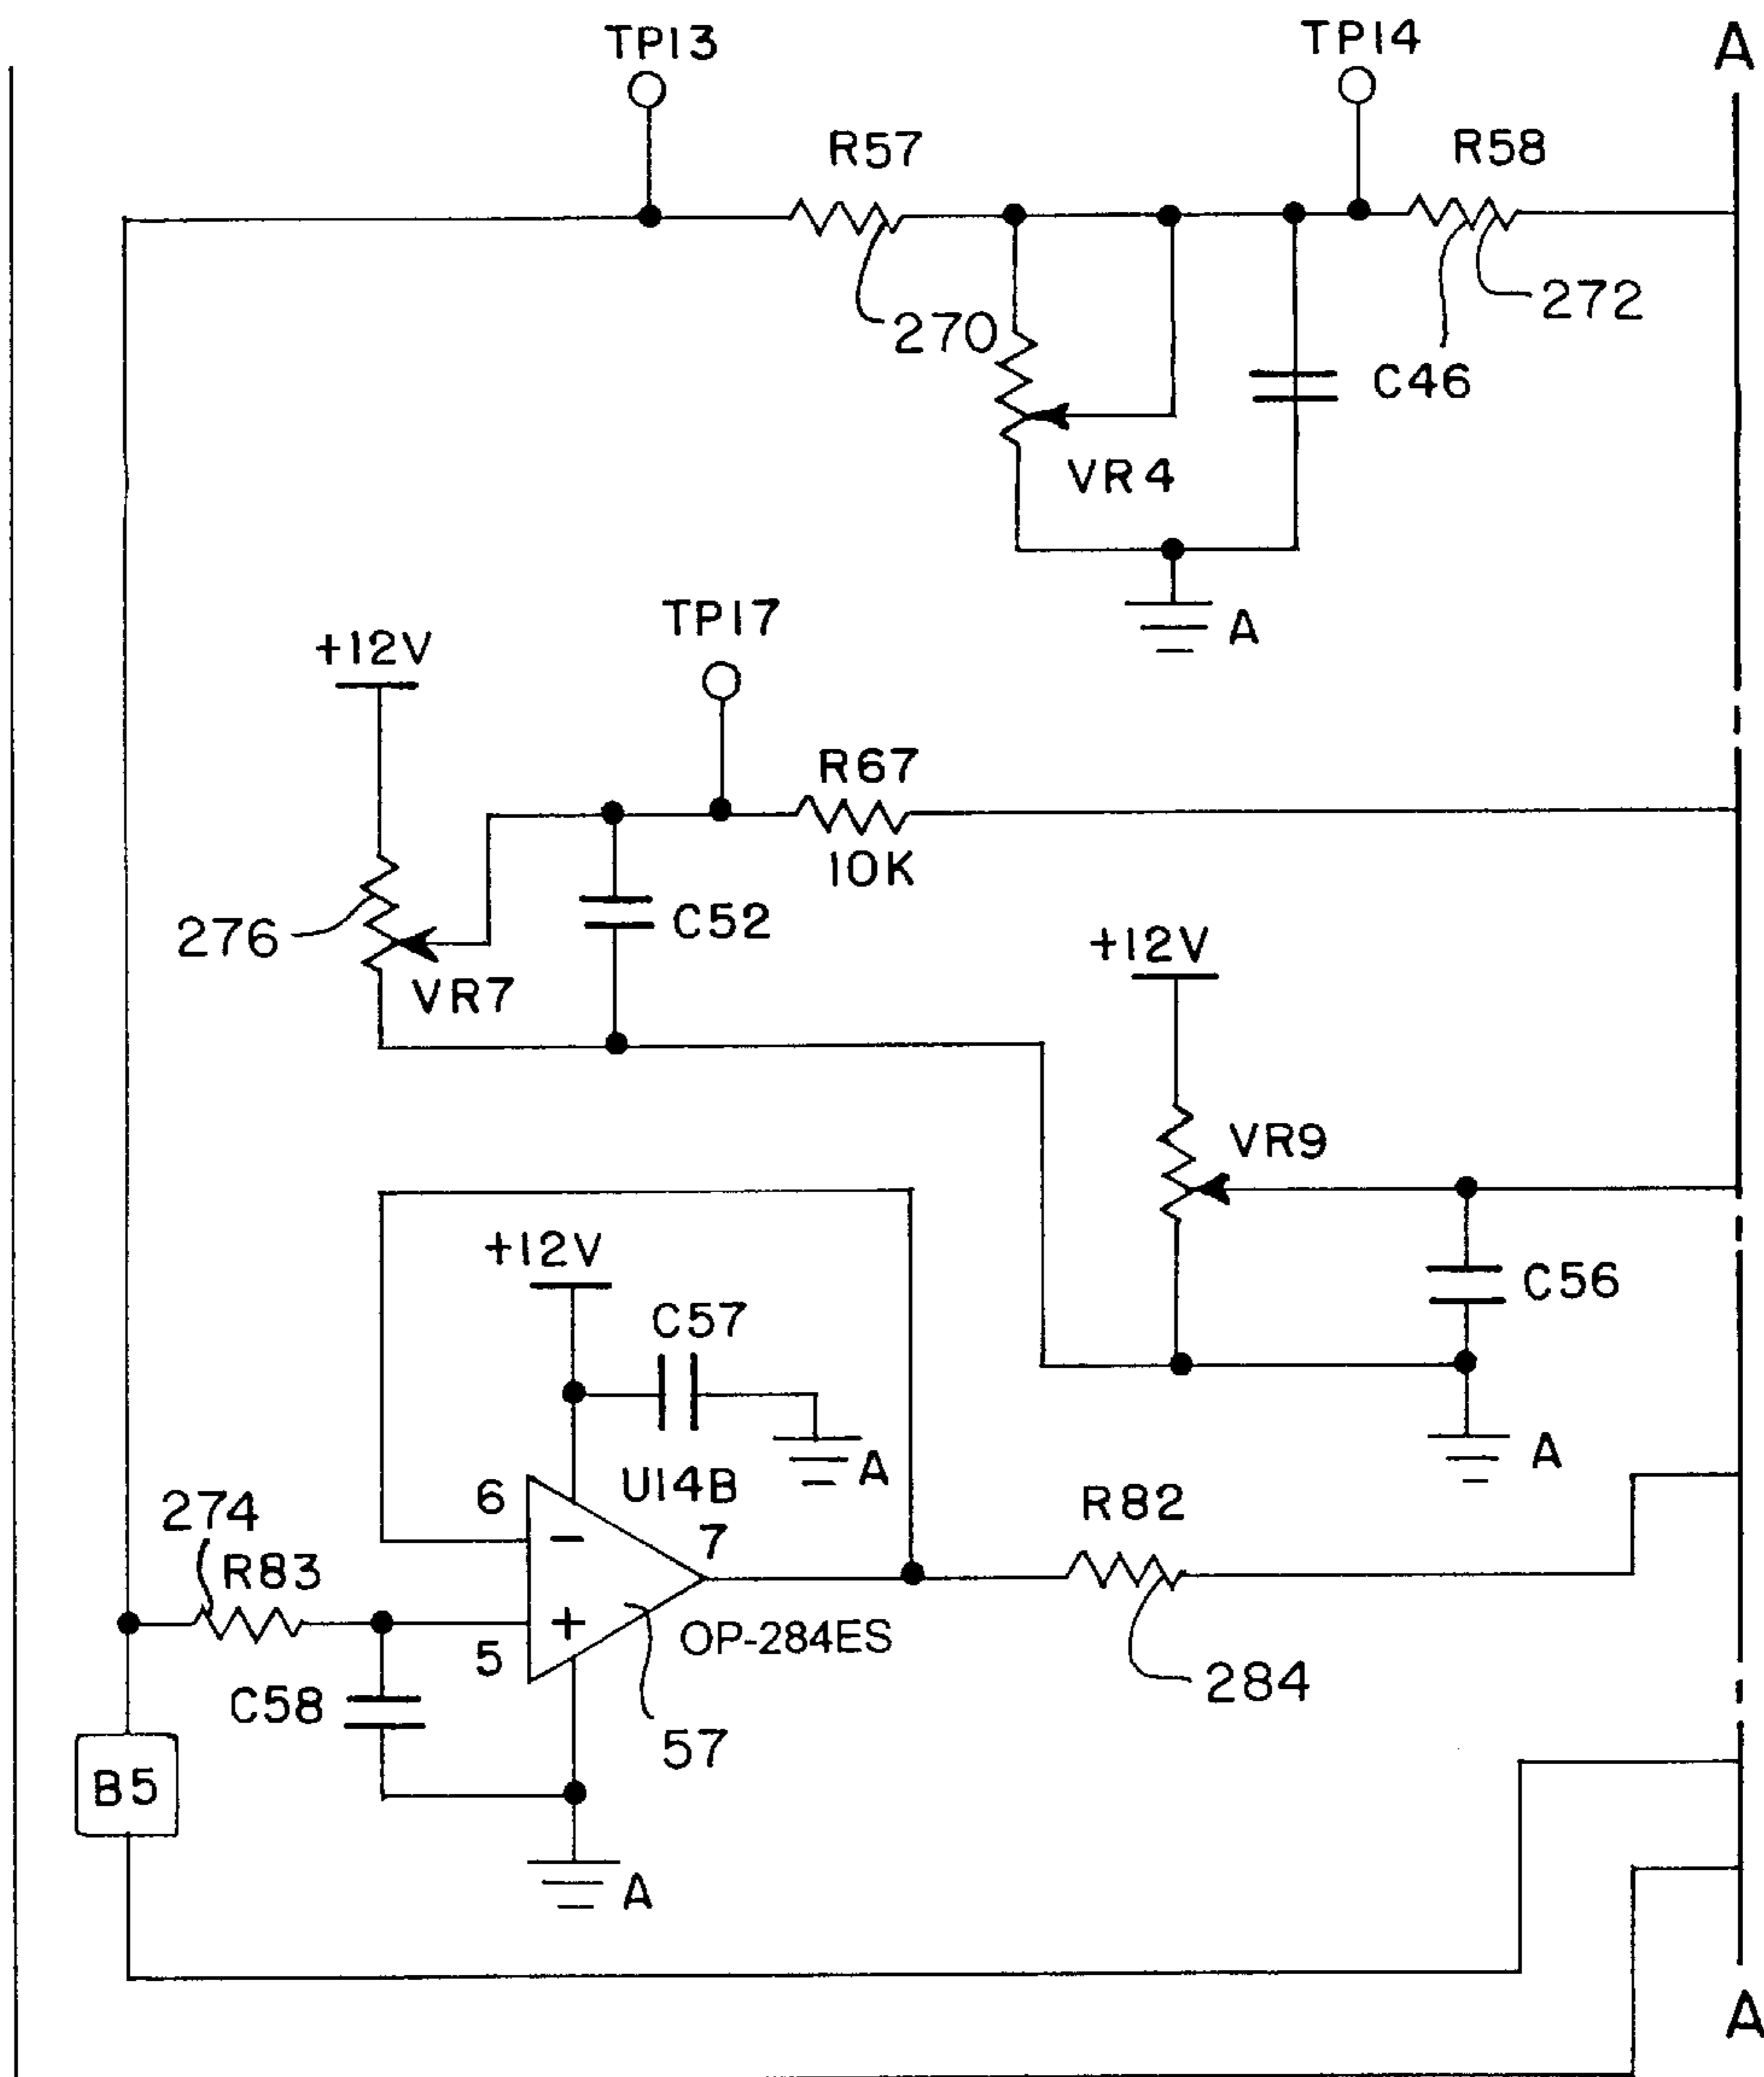 TP13
TP14
A
R57
R58
270
272
C46
VR4
A
TP17
+12V
R67
10K
276
C52
VR7
+12V
VR9
+12V
C57
C56
A
A
6
U14B
7
R82
274
R83
5
OP-284ES
C58
57
284
B5
A
A